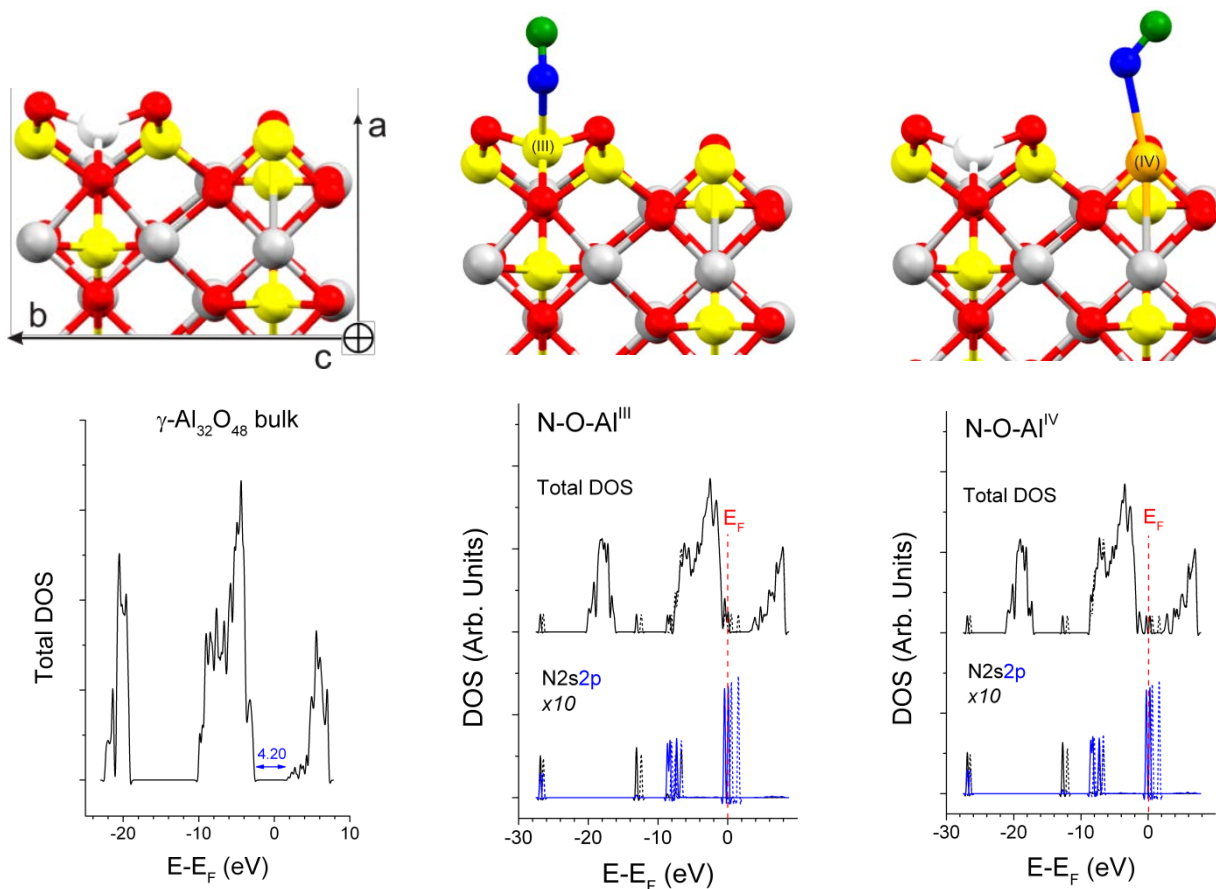 a
b
c
(III)
(IV)
γ-Al32O48 bulk
Total DOS
4.20
-20
-10
0
10
E-EF (eV)
N-O-AlIII
Total DOS
EF
DOS (Arb. Units)
N2s2p
x10
-30
-20
-10
0
E-EF (eV)
N-O-AlIV
Total DOS
EF
DOS (Arb. Units)
N2s2p
x10
-30
-20
-10
0
E-EF (eV)